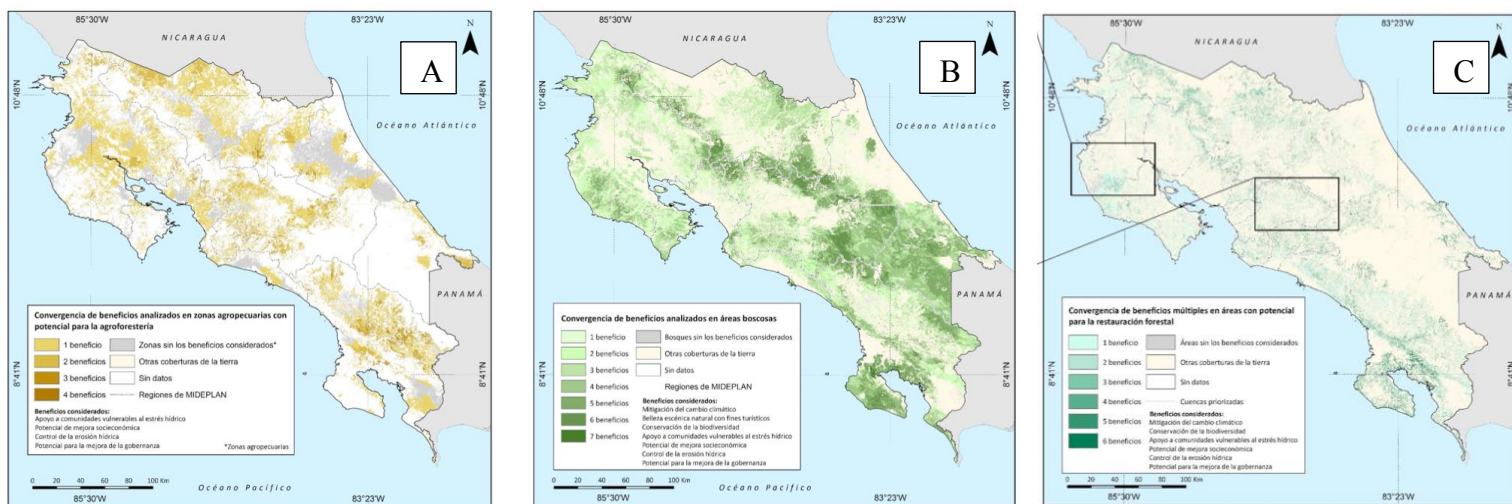 85°30'W
83°23'W
NICARAGUA
N
A
10°48'N
10°48'N
Océano Atlántico
PANAMÁ
8°41'N
8°41'N
Convergencia de beneficios analizados en zonas agropecuarias con
potencial para la agroforestería
1 beneficio
Zonas sin los beneficios considerados*
2 beneficios
Otras coberturas de la tierra
3 beneficios
Sin datos
4 beneficios
Regiones de MIDEPLAN
Beneficios considerados:
Apoyo a comunidades vulnerables al estrés hídrico
Potencial de mejora socioeconómica
Control de la erosión hídrica
Potencial para la mejora de la gobernanza
*Zonas agropecuarias
0 20 40 60 80 100 Km
Océano Pacífico
85°30'W
83°23'W
85°30'W
83°23'W
NICARAGUA
N
B
10°48'N
10°48'N
Océano Atlántico
PANAMÁ
8°41'N
8°41'N
Convergencia de beneficios analizados en áreas boscosas
1 beneficio
Bosques sin los beneficios considerados
2 beneficios
Otras coberturas de la tierra
3 beneficios
Sin datos
4 beneficios
Regiones de MIDEPLAN
5 beneficios
6 beneficios
7 beneficios
Beneficios considerados:
Mitigación del cambio climático
Belleza escénica natural con fines turísticos
Conservación de la biodiversidad
Apoyo a comunidades vulnerables al estrés hídrico
Potencial de mejora socioeconómica
Control de la erosión hídrica
Potencial para la mejora de la gobernanza
0 20 40 60 80 100 Km
Océano Pacífico
85°30'W
83°23'W
85°30'W
83°23'W
NICARAGUA
N
C
10°48'N
10°48'N
Océano Atlántico
PANAMÁ
8°41'N
8°41'N
Convergencia de beneficios múltiples en áreas con potencial
para la restauración forestal
1 beneficio
Áreas sin los beneficios considerados
2 beneficios
Otras coberturas de la tierra
3 beneficios
Sin datos
4 beneficios
Cuencas priorizadas
5 beneficios
6 beneficios
Beneficios considerados:
Mitigación del cambio climático
Conservación de la biodiversidad
Apoyo a comunidades vulnerables al estrés hídrico
Potencial de mejora socioeconómica
Control de la erosión hídrica
Potencial para la mejora de la gobernanza
0 20 40 60 80 100 Km
Océano Pacífico
85°30'W
83°23'W